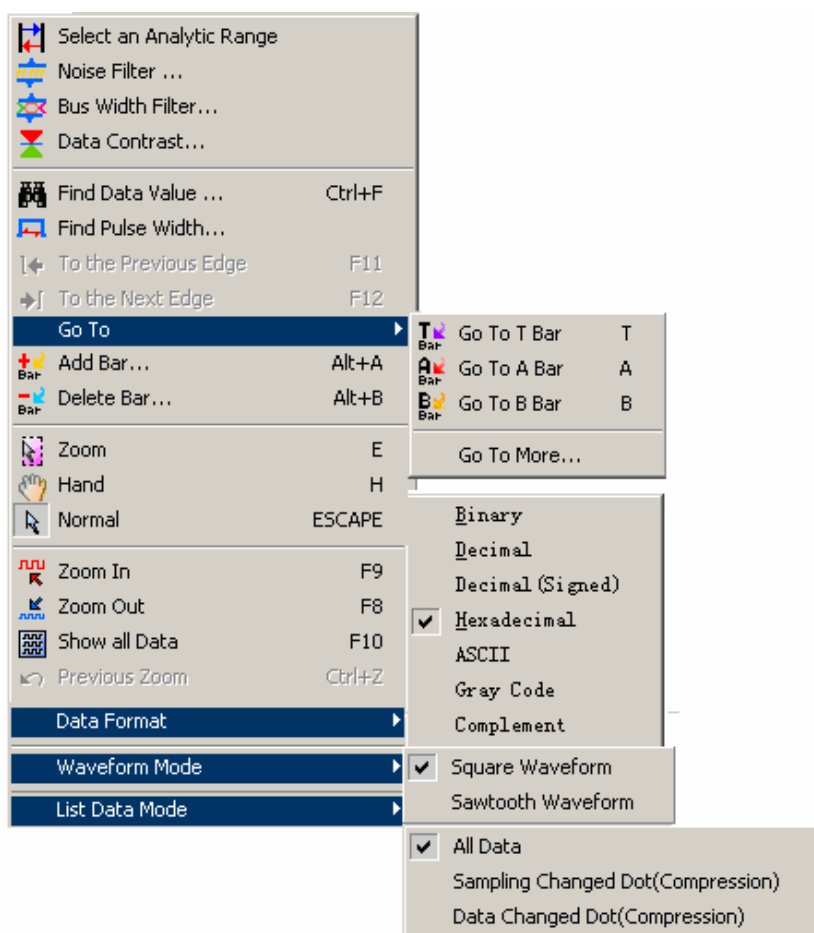 Select an Analytic Range
Noise Filter ...
Bus Width Filter...
Data Contrast...
Find Data Value ... Ctrl+F
Find Pulse Width...
To the Previous Edge F11
To the Next Edge F12
Go To
Bar Add Bar... Alt+A
Bar Delete Bar... Alt+B
Zoom E
Hand H
Normal ESCAPE
Zoom In F9
Zoom Out F8
Show all Data F10
Previous Zoom Ctrl+Z
Data Format
Waveform Mode
List Data Mode
T Bar Go To T Bar T
A Bar Go To A Bar A
B Bar Go To B Bar B
Go To More...
Binary
Decimal
Decimal(Signed)
Hexadecimal
ASCII
Gray Code
Complement
Square Waveform
Sawtooth Waveform
All Data
Sampling Changed Dot(Compression)
Data Changed Dot(Compression)